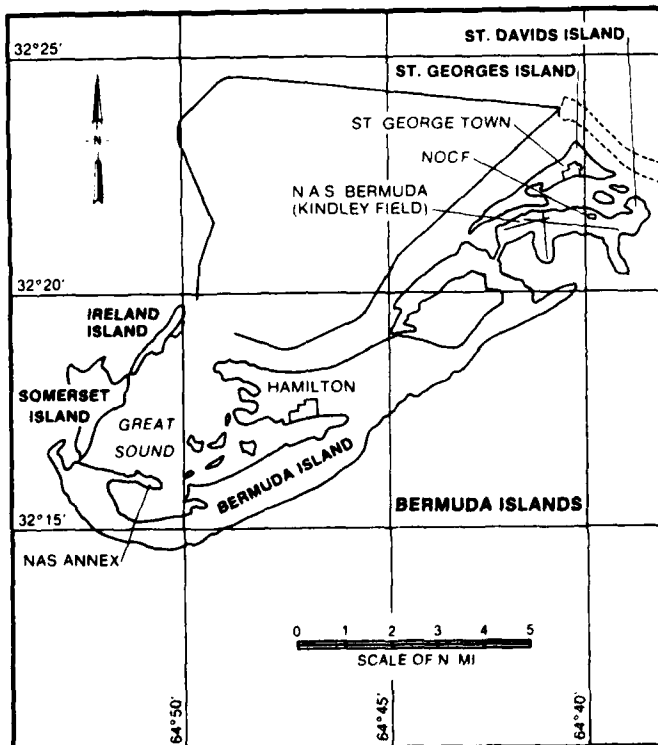 ST. DAVIDS ISLAND
32°25'
ST. GEORGES ISLAND
N
ST GEORGE TOWN
NOCF
N A S BERMUDA
(KINDLEY FIELD)
32°20'
IRELAND
ISLAND
SOMERSET
ISLAND
GREAT
SOUND
HAMILTON
BERMUDA ISLAND
BERMUDA ISLANDS
32°15'
NAS ANNEX
0 1 2 3 4 5
SCALE OF N MI
64°50'
64°45'
64°40'